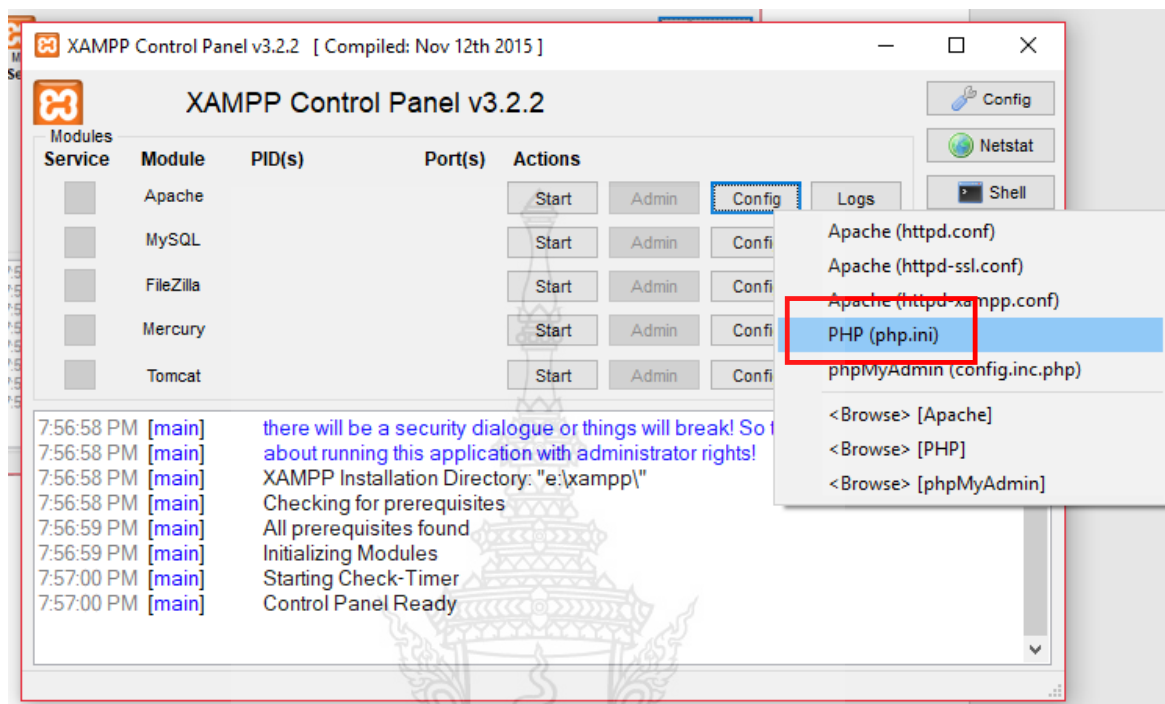 XAMPP Control Panel v3.2.2 [ Compiled: Nov 12th 2015 ]
XAMPP Control Panel v3.2.2
Config
Netstat
Shell
Modules
Service Module PID(s) Port(s) Actions
Apache Start Admin Config Logs
MySQL Start Admin Confi
FileZilla Start Admin Confi
Mercury Start Admin Confi
Tomcat Start Admin Confi
Apache (httpd.conf)
Apache (httpd-ssl.conf)
Apache (httpd-xampp.conf)
PHP (php.ini)
phpMyAdmin (config.inc.php)
<Browse> [Apache]
<Browse> [PHP]
<Browse> [phpMyAdmin]
7:56:58 PM [main] there will be a security dialogue or things will break! So
7:56:58 PM [main] about running this application with administrator rights!
7:56:58 PM [main] XAMPP Installation Directory: "e:\xampp\"
7:56:58 PM [main] Checking for prerequisites
7:56:59 PM [main] All prerequisites found
7:56:59 PM [main] Initializing Modules
7:57:00 PM [main] Starting Check-Timer
7:57:00 PM [main] Control Panel Ready